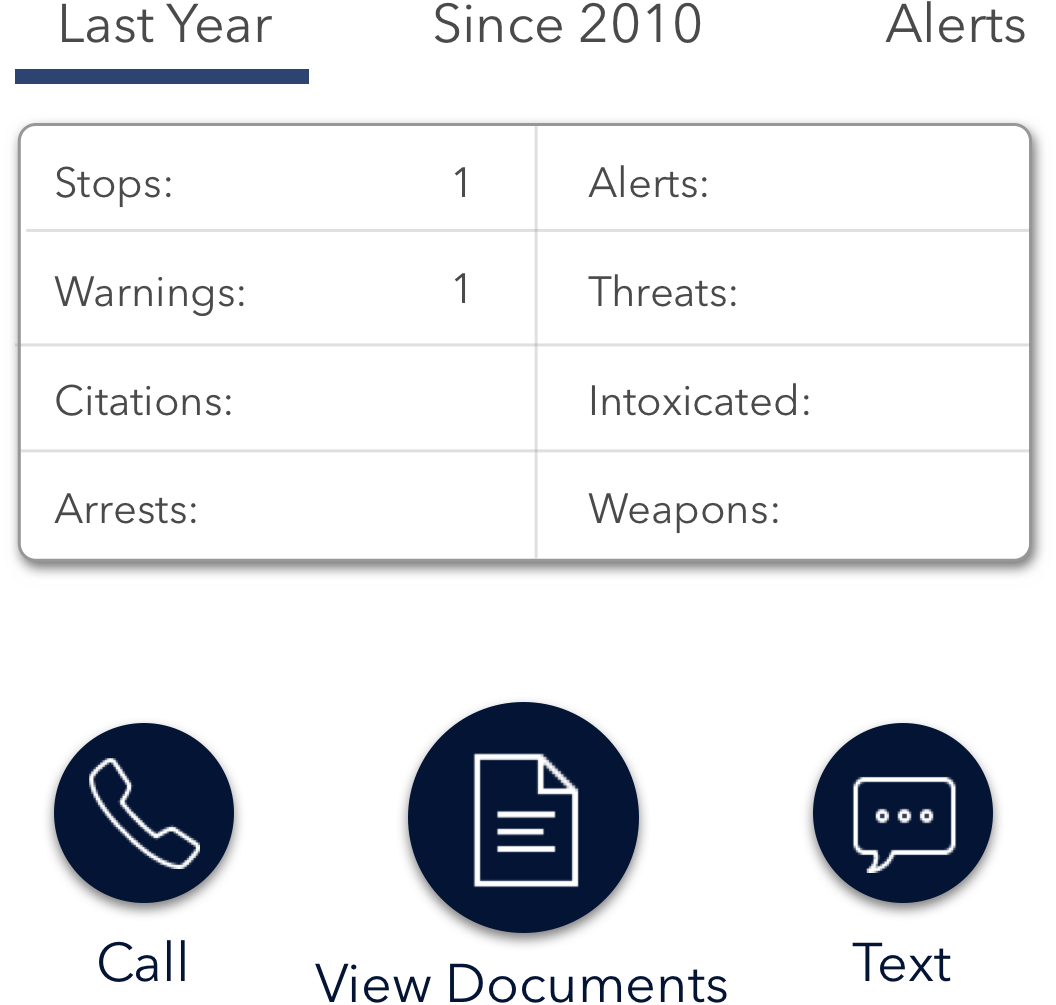 Last Year Since 2010 Alerts
Stops: 1 Alerts:
Warnings: 1 Threats:
Citations: Intoxicated:
Arrests: Weapons:
Call View Documents Text